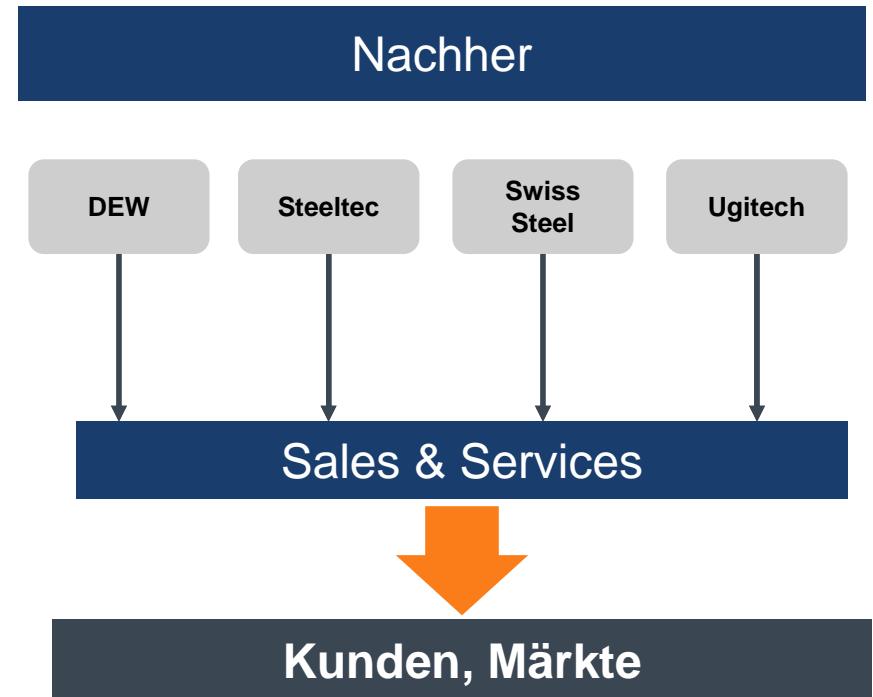 Nachher
DEW
Steeltec
Swiss
Steel
Ugitech
Sales & Services
Kunden, Märkte